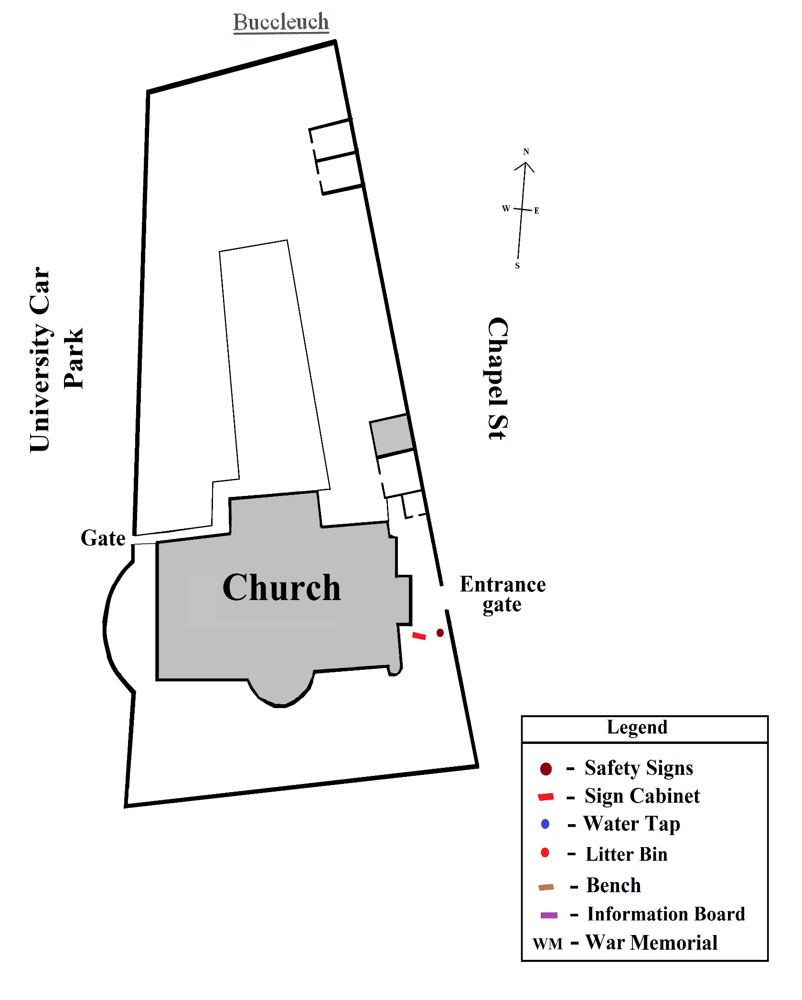 Buccleuch
N
W
E
S
University Car
Park
Chapel St
Gate
Church
Entrance
gate
Legend
- Safety Signs
- Sign Cabinet
- Water Tap
- Litter Bin
- Bench
- Information Board
WM - War Memorial